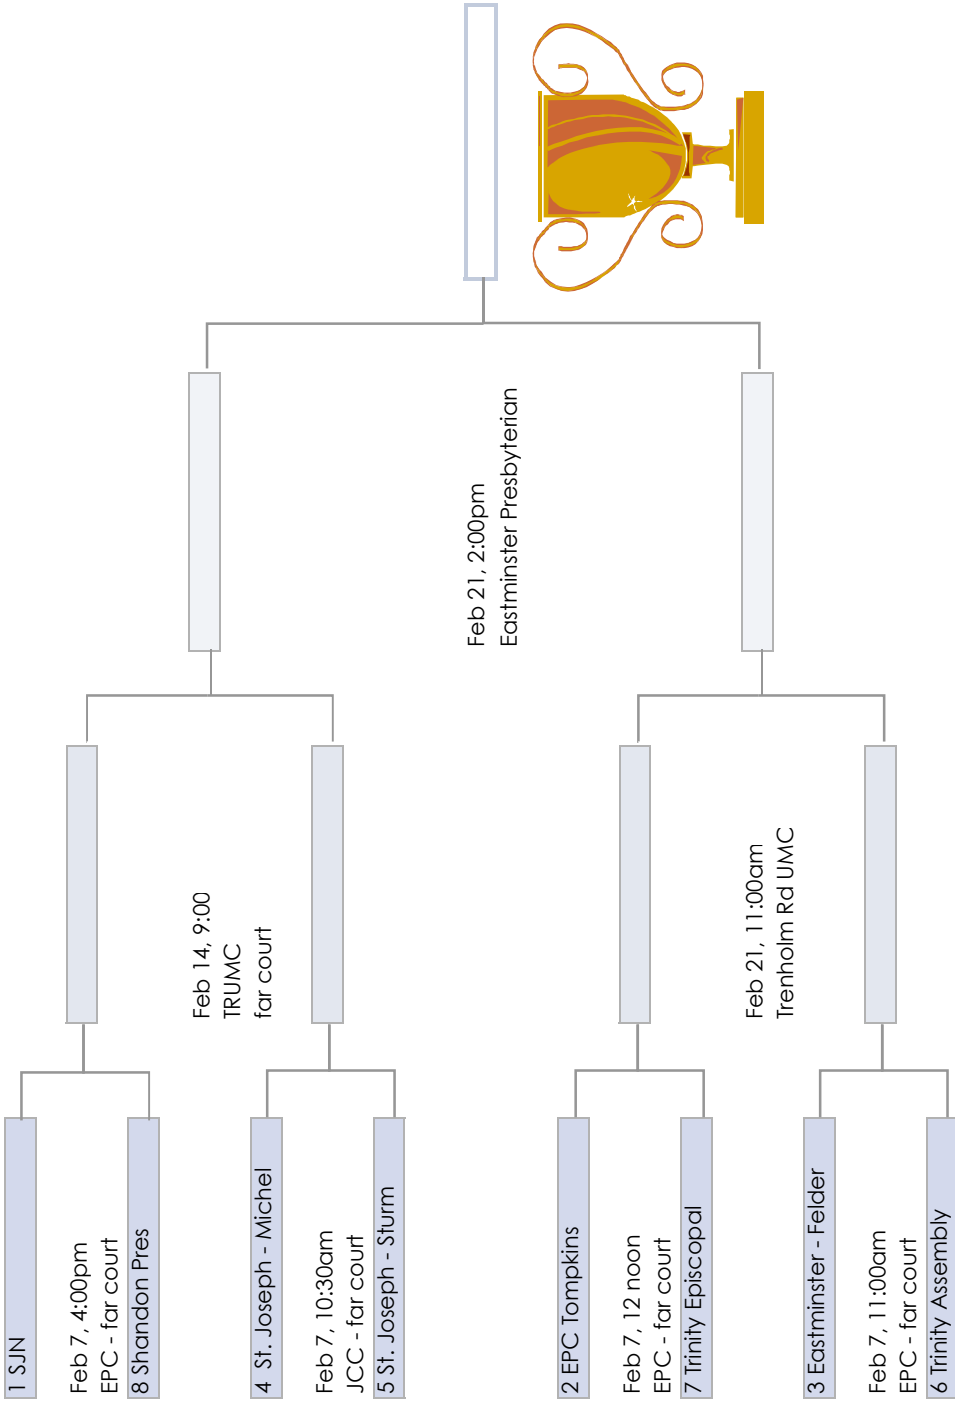 1 SJN
Feb 7, 4:00pm
EPC - far court
8 Shandon Pres
4 St. Joseph - Michel
Feb 7, 10:30am
JCC - far court
5 St. Joseph - Sturm
2 EPC Tompkins
Feb 7, 12 noon
EPC - far court
7 Trinity Episcopal
3 Eastminster - Felder
Feb 7, 11:00am
EPC - far court
6 Trinity Assembly
Feb 14, 9:00
TRUMC
far court
Feb 21, 11:00am
Trenholm Rd UMC
Feb 21, 2:00pm
Eastminster Presbyterian